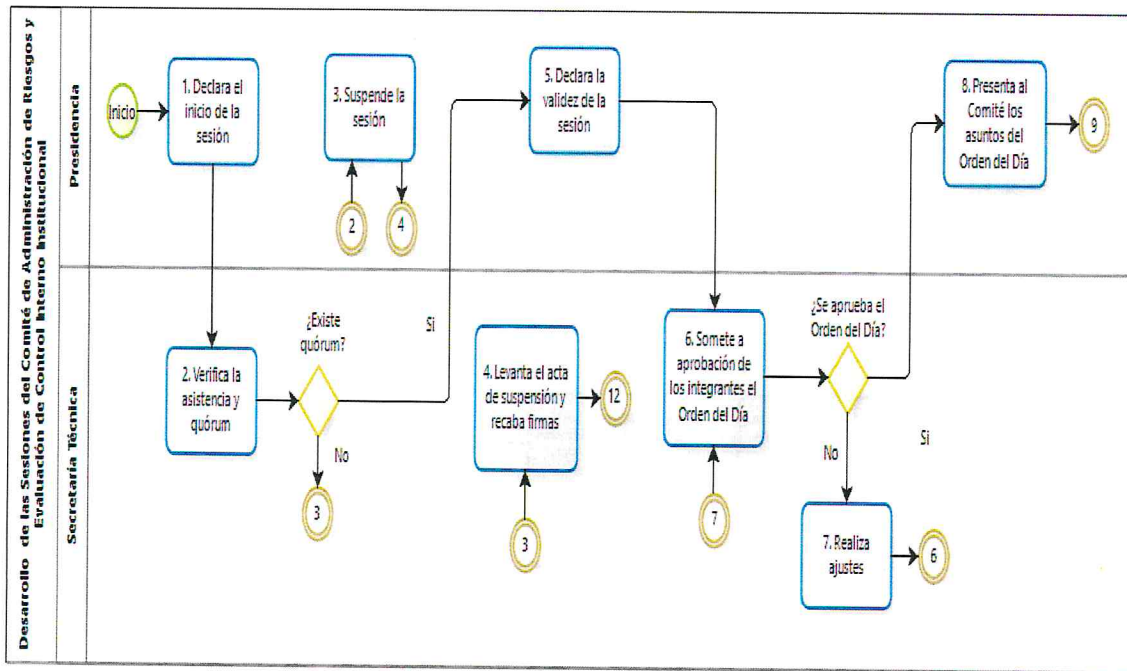 Desarrollo de las Sesiones del Comité de Administración de Riesgos y
Evaluación de Control Interno Institucional
Presidencia
Inicio
1. Declara el
inicio de la
sesión
3. Suspende la
sesión
2
4
5. Declara la
validez de la
sesión
8. Presenta al
Comité los
asuntos del
Orden del Día
9
Secretaría Técnica
2. Verifica la
asistencia y
quórum
¿Existe
quórum?
Si
No
3
4. Levanta el acta
de suspensión y
recaba firmas
12
3
6. Somete a
aprobación de
los integrantes el
Orden del Día
7
¿Se aprueba el
Orden del Día?
Si
No
7. Realiza
ajustes
6